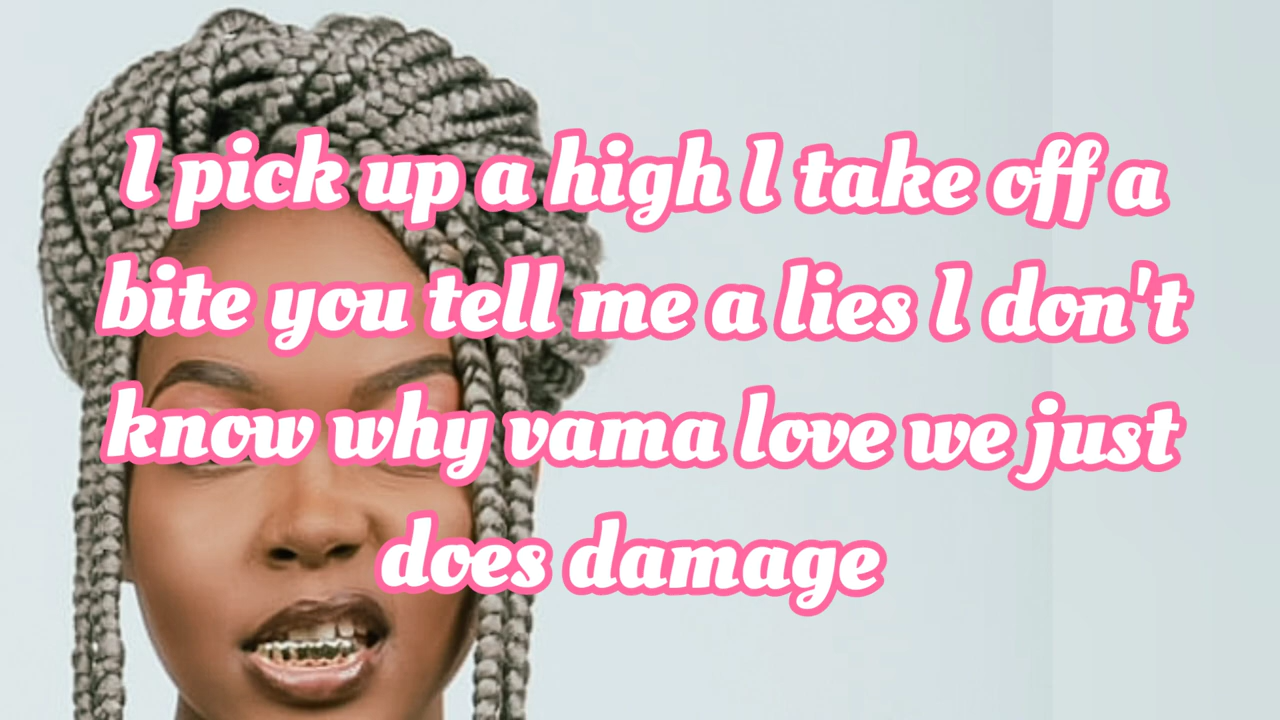 I pick up a high I take off a
bite you tell me a lies I don't
know why vama love we just
does damage